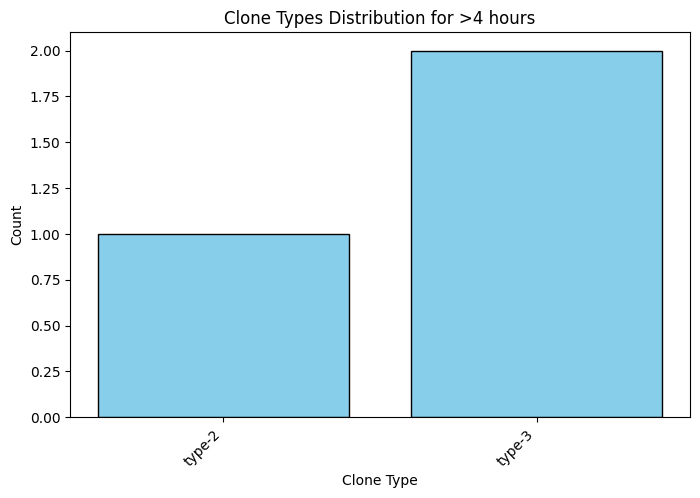 Clone Types Distribution for >4 hours
2.00
1.75
1.50
1.25
1.00
0.75
0.50
0.25
0.00
Count
type-2
type-3
Clone Type